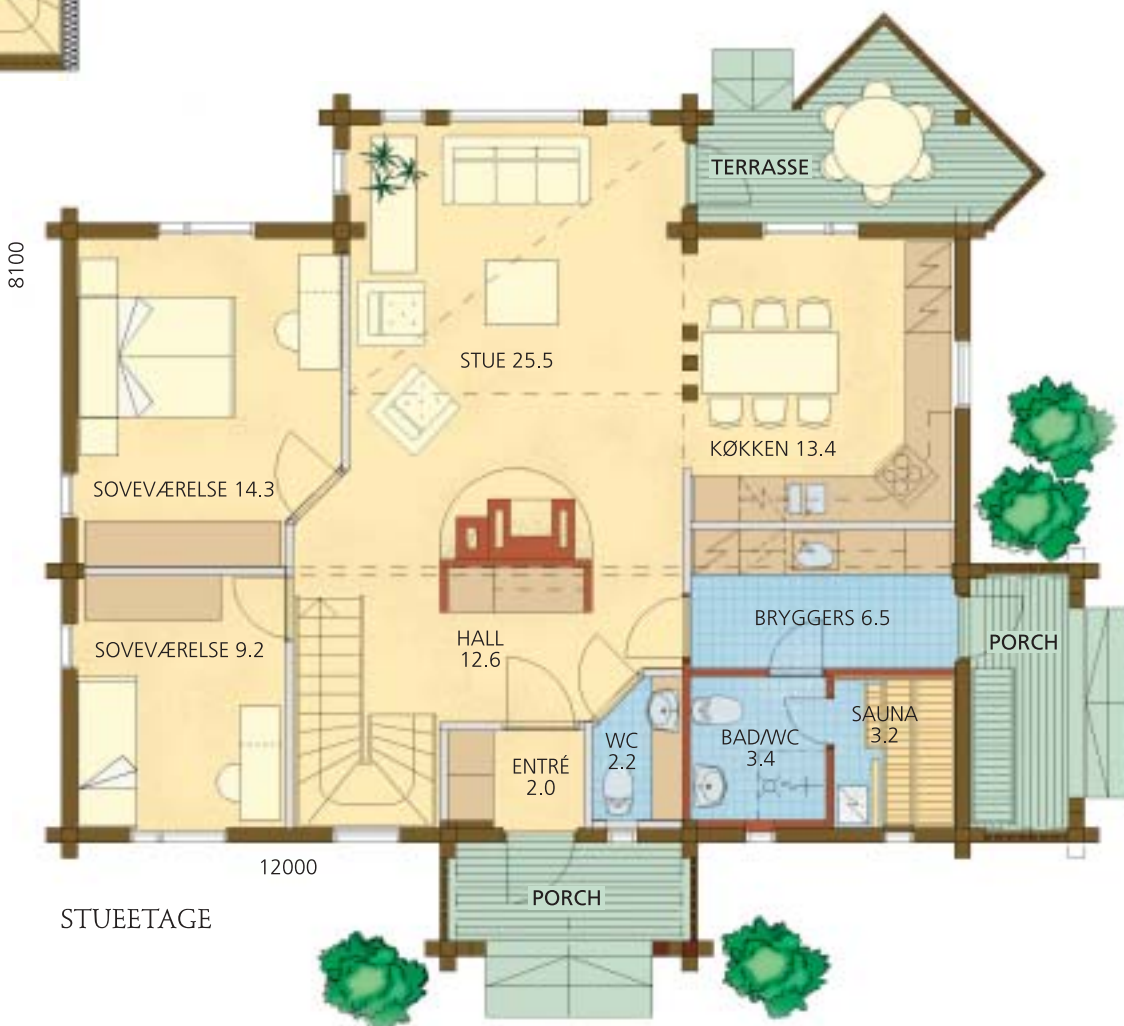 TERRASSE
8100
STUE 25.5
KØKKEN 13.4
SOVEVÆRELSE 14.3
BRYGGERS 6.5
HALL
12.6
SOVEVÆRELSE 9.2
PORCH
SAUNA
3.2
WC
2.2
BAD/WC
3.4
ENTRÉ
2.0
12000
PORCH
STUEETAGE